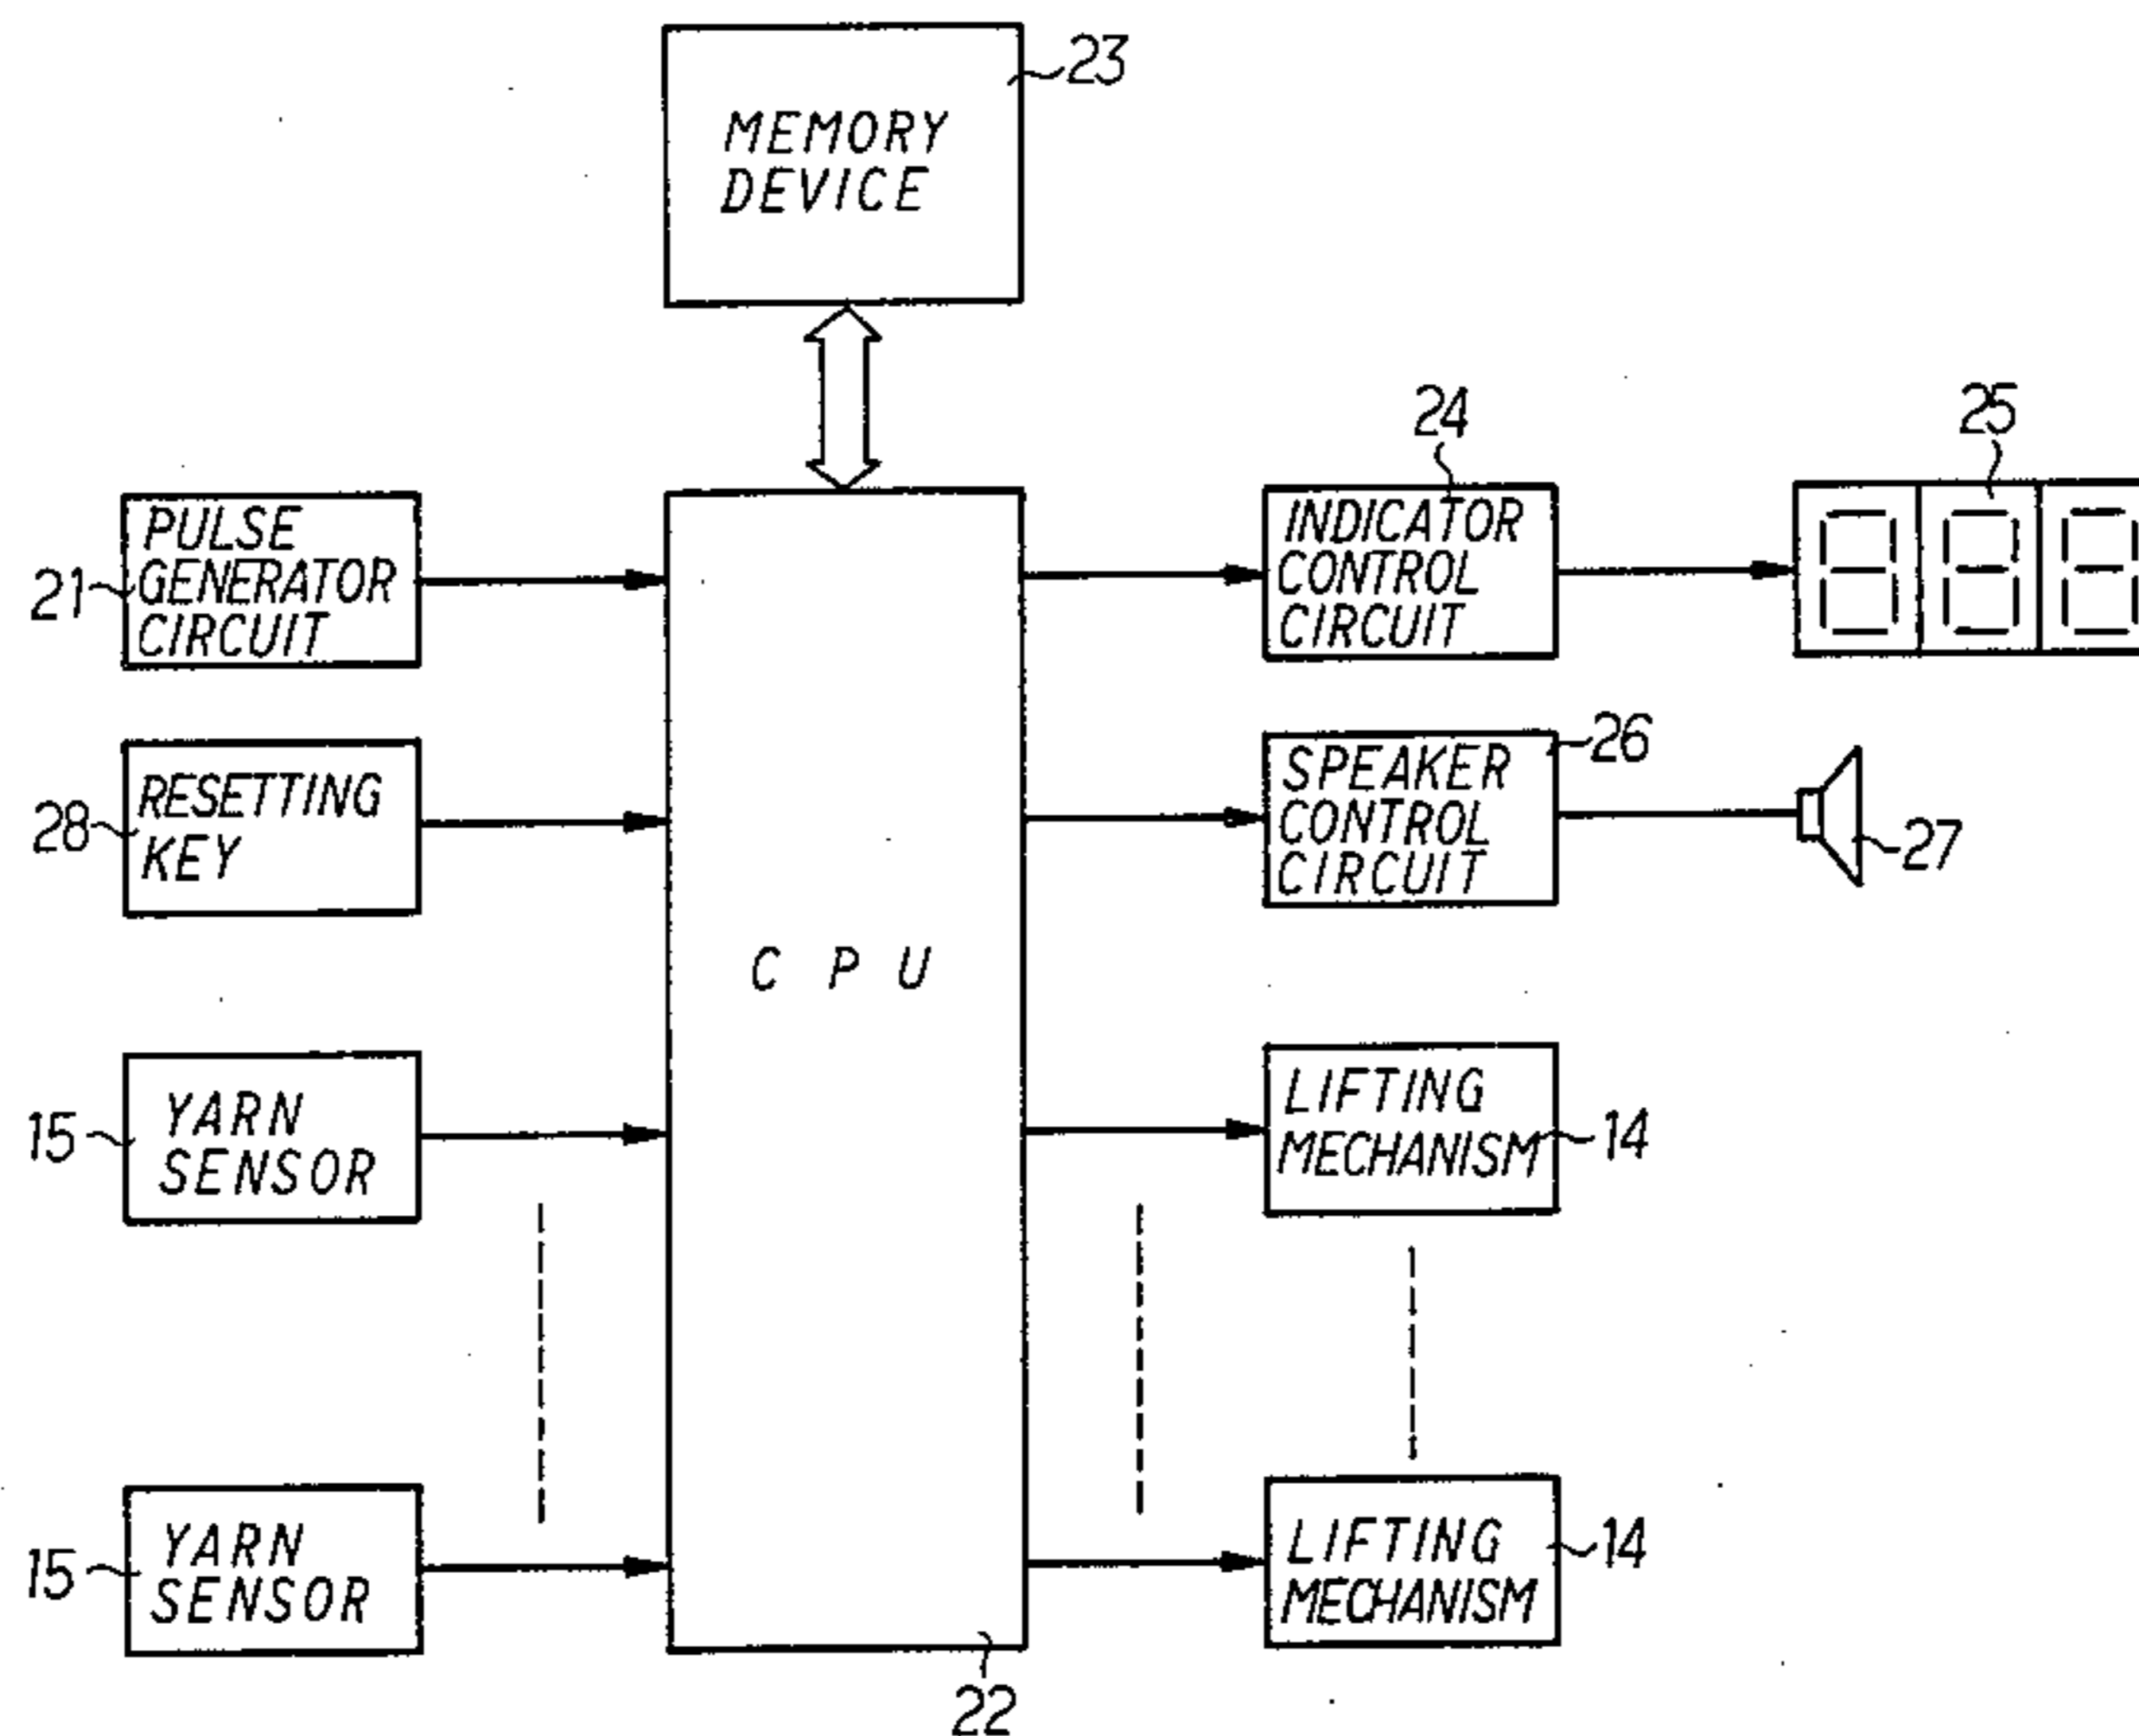 23
MEMORY
DEVICE
24
25
PULSE
GENERATOR
CIRCUIT
21
INDICATOR
CONTROL
CIRCUIT
RESETTING
KEY
28
SPEAKER
CONTROL
CIRCUIT
26
27
C P U
YARN
SENSOR
15
LIFTING
MECHANISM
14
YARN
SENSOR
15
LIFTING
MECHANISM
14
22